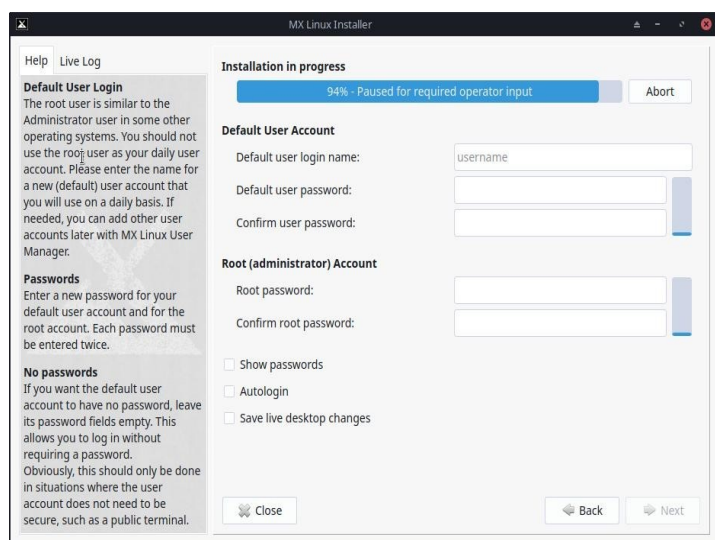 MX Linux Installer
Help
Live Log
Default User Login
The root user is similar to the
Administrator user in some other
operating systems. You should not
use the root user as your daily user
account. Please enter the name for
a new (default) user account that
you will use on a daily basis. If
needed, you can add other user
accounts later with MX Linux User
Manager.
Passwords
Enter a new password for your
default user account and for the
root account. Each password must
be entered twice.
No passwords
If you want the default user
account to have no password, leave
its password fields empty. This
allows you to log in without
requiring a password.
Obviously, this should only be done
in situations where the user
account does not need to be
secure, such as a public terminal.
Installation in progress
94% - Paused for required operator input
Abort
Default User Account
Default user login name:
username
Default user password:
Confirm user password:
Root (administrator) Account
Root password:
Confirm root password:
Show passwords
Autologin
Save live desktop changes
Close
Back
Next